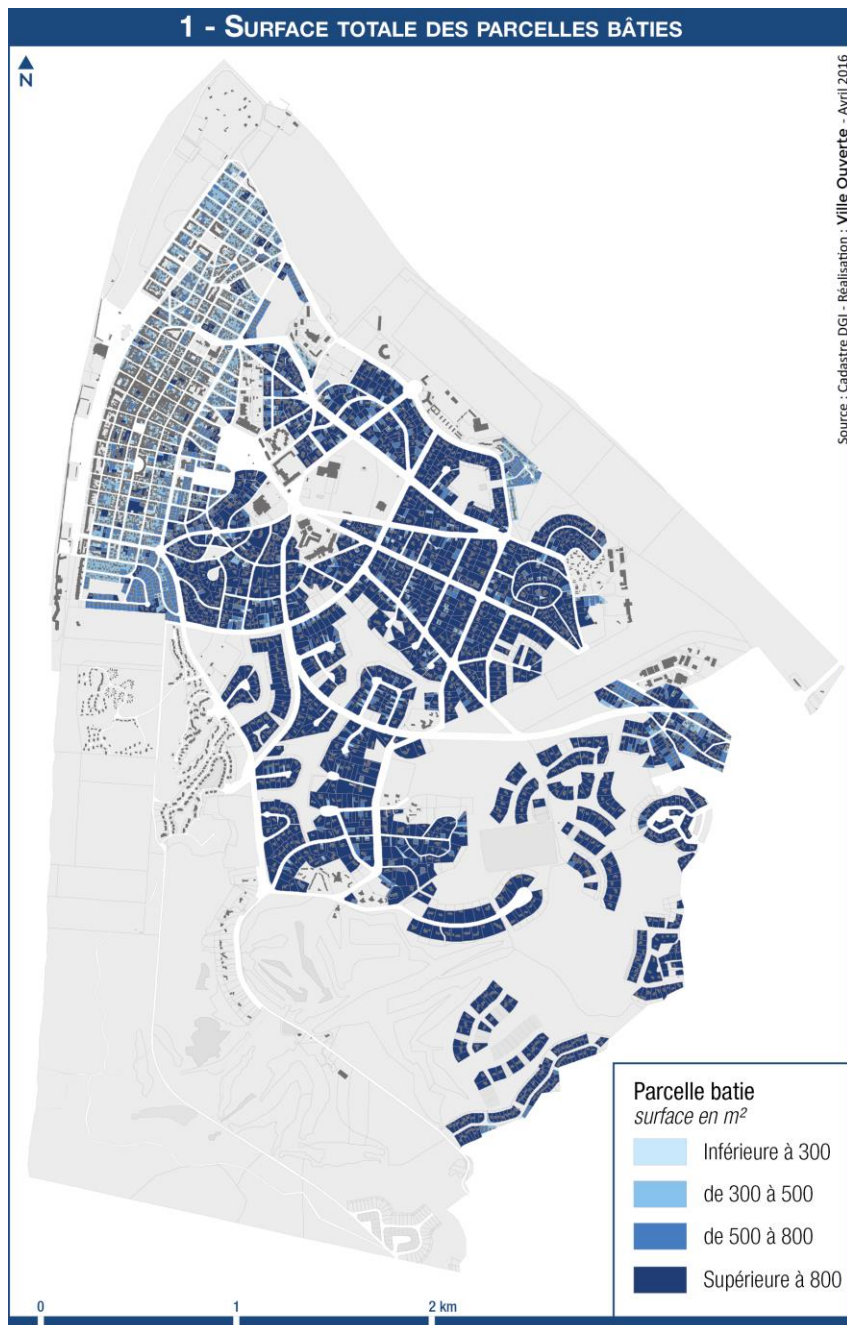 1 - SURFACE TOTALE DES PARCELLES BÂTIES
N
Source : Cadastre DGI - Réalisation : Ville Ouverte - Avril 2016
Parcelle batie
surface en m²
Inférieure à 300
de 300 à 500
de 500 à 800
Supérieure à 800
0 1 2 km